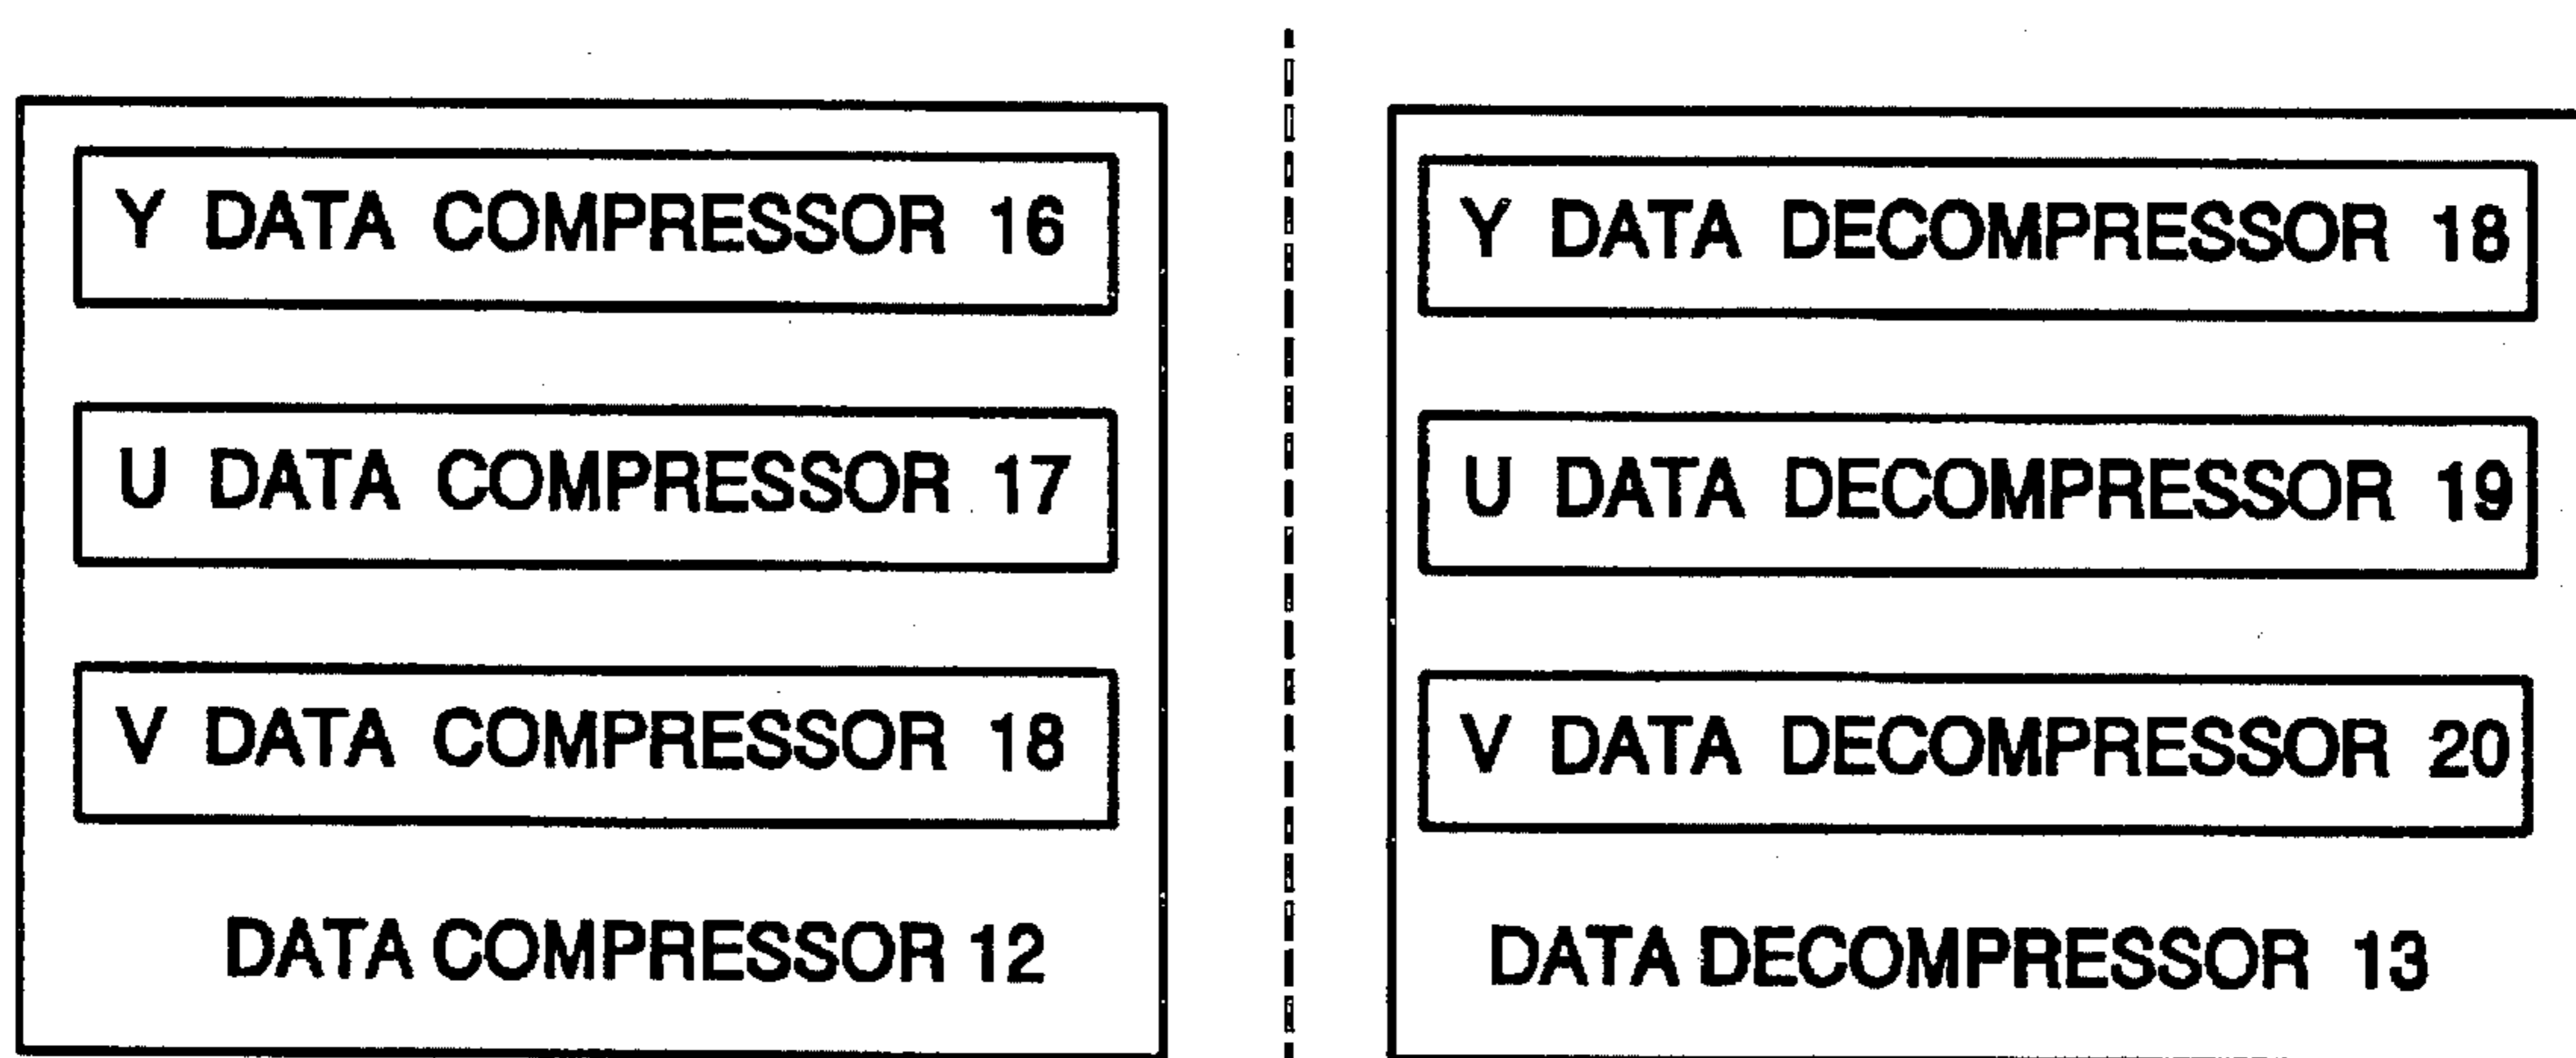 Y DATA COMPRESSOR 16
U DATA COMPRESSOR 17
V DATA COMPRESSOR 18
DATA COMPRESSOR 12
Y DATA DECOMPRESSOR 18
U DATA DECOMPRESSOR 19
V DATA DECOMPRESSOR 20
DATA DECOMPRESSOR 13